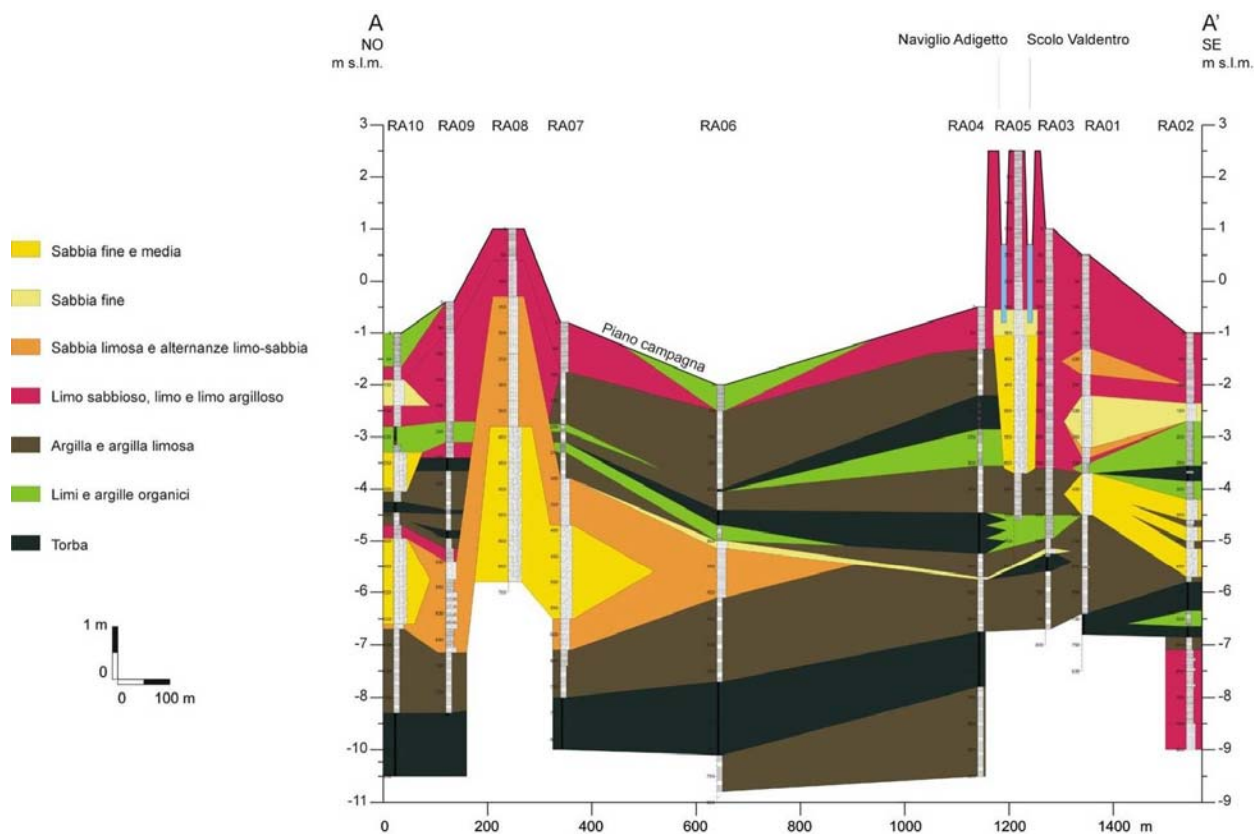 A
NO
m s.l.m.
Naviglio Adigetto
Scolo Valdentro
A'
SE
m s.l.m.
3 RA10 RA09 RA08 RA07 RA06 RA04 RA05 RA03 RA01 RA02 3
2 2
1 1
0 0
-1 -1
-2 -2
-3 -3
-4 -4
-5 -5
-6 -6
-7 -7
-8 -8
-10 -9
-11 -9
Piano campagna
Sabbia fine e media
Sabbia fine
Sabbia limosa e alternanze limo-sabbia
Limo sabbioso, limo e limo argilloso
Argilla e argilla limosa
Limi e argille organici
Torba
1 m
0
0 100 m
0 200 400 600 800 1000 1200 1400 m